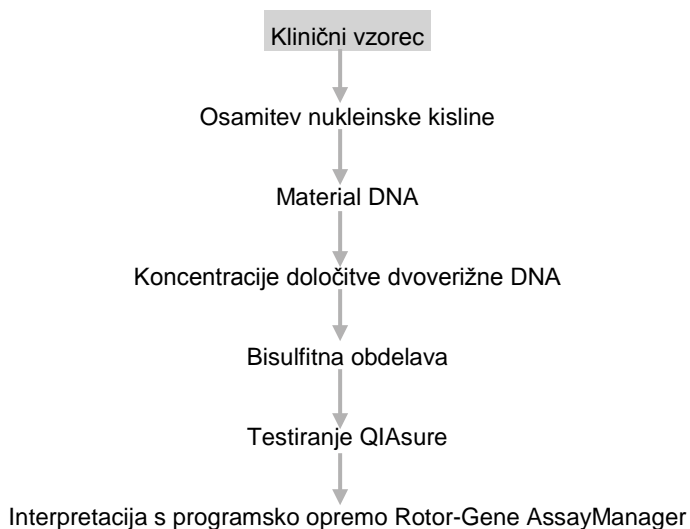 Klinični vzorec
Osamitev nukleinske kisline
Material DNA
Koncentracije določitve dvoverižne DNA
Bisulfitna obdelava
Testiranje QIAsure
Interpretacija s programsko opremo Rotor-Gene AssayManager